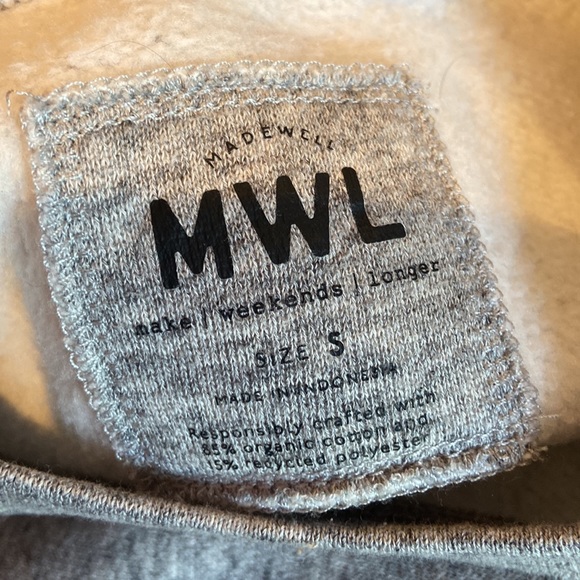 MADEWELL
MWL
make | weekends | longer
SIZE S
MADE IN INDONESIA
Responsibly crafted with
85% organic cotton and
15% recycled polyester